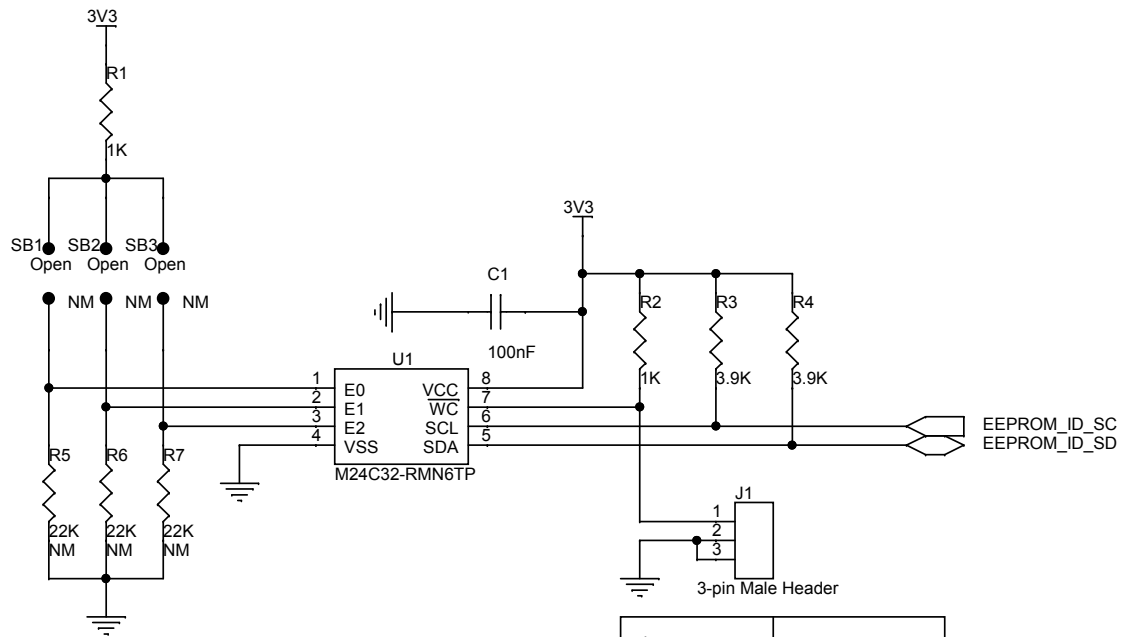 3V3
R1
1K
SB1 SB2 SB3
Open Open Open
NM NM NM
3V3
C1
100nF
R2 R3 R4
1K 3.9K 3.9K
U1
1 E0 VCC 8
2 E1 WC 7
3 E2 SCL 6
4 VSS SDA 5
M24C32-RMN6TP
EEPROM_ID_SC
EEPROM_ID_SD
R5 R6 R7
22K 22K 22K
NM NM NM
J1
1
2
3
3-pin Male Header